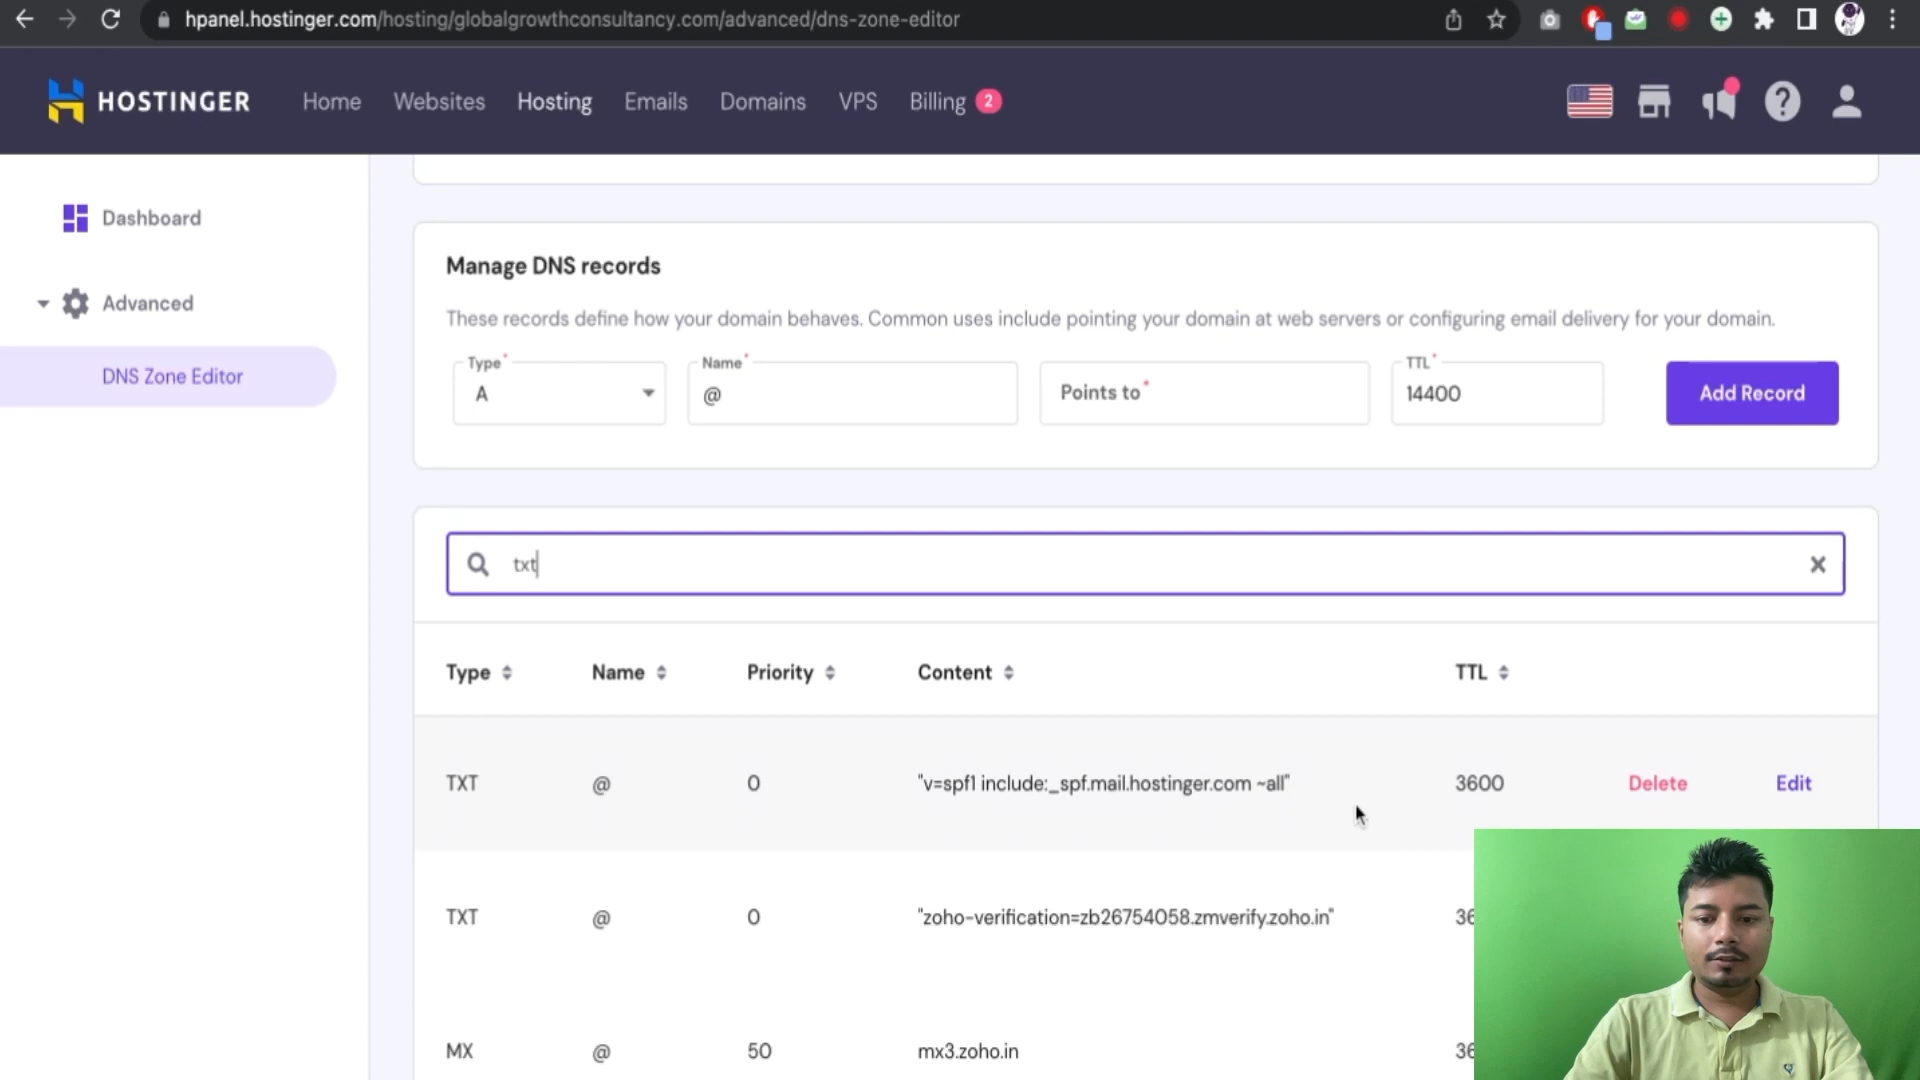 hpanel.hostinger.com/hosting/globalgrowthconsultancy.com/advanced/dns-zone-editor
HOSTINGER Home Websites Hosting Emails Domains VPS Billing 2
Dashboard
Advanced
DNS Zone Editor
Manage DNS records
These records define how your domain behaves. Common uses include pointing your domain at web servers or configuring email delivery for your domain.
Type* Name* TTL*
A @ Points to* 14400 Add Record
txt
Type Name Priority Content TTL
TXT @ 0 "v=spf1 include:_spf.mail.hostinger.com ~all" 3600 Delete Edit
TXT @ 0 "zoho-verification=zb26754058.zmverify.zoho.in" 36
MX @ 50 mx3.zoho.in 36